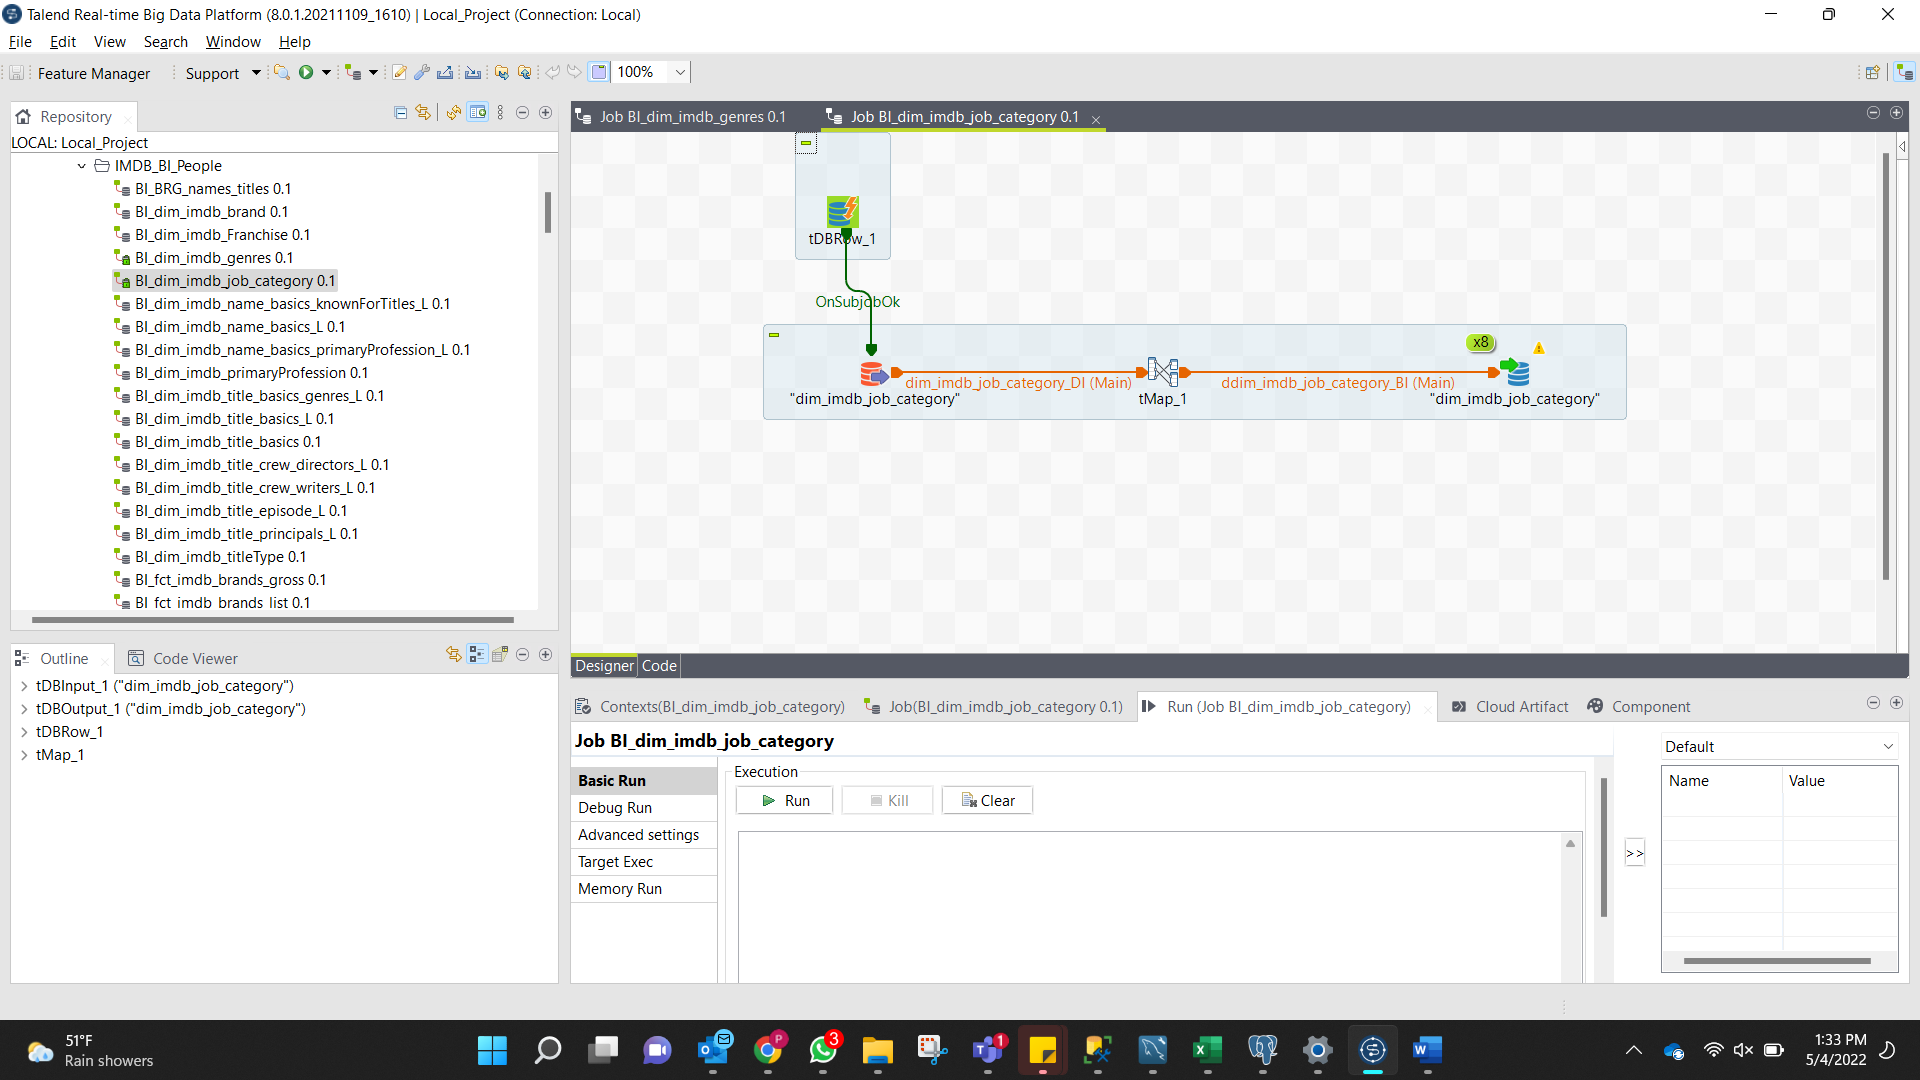 Talend Real-time Big Data Platform (8.0.1.20211109_1610) | Local_Project (Connection: Local)
File Edit View Search Window Help
Feature Manager Support 100%
Repository
LOCAL: Local_Project
IMDB_BI_People
BI_BRG_names_titles 0.1
BI_dim_imdb_brand 0.1
BI_dim_imdb_Franchise 0.1
BI_dim_imdb_genres 0.1
BI_dim_imdb_job_category 0.1
BI_dim_imdb_name_basics_knownForTitles_L 0.1
BI_dim_imdb_name_basics_L 0.1
BI_dim_imdb_name_basics_primaryProfession_L 0.1
BI_dim_imdb_primaryProfession 0.1
BI_dim_imdb_title_basics_genres_L 0.1
BI_dim_imdb_title_basics_L 0.1
BI_dim_imdb_title_basics 0.1
BI_dim_imdb_title_crew_directors_L 0.1
BI_dim_imdb_title_crew_writers_L 0.1
BI_dim_imdb_title_episode_L 0.1
BI_dim_imdb_title_principals_L 0.1
BI_dim_imdb_titleType 0.1
BI_fct_imdb_brands_gross 0.1
BI_fct_imdb_brands_list 0.1
Outline Code Viewer
tDBInput_1 ("dim_imdb_job_category")
tDBOutput_1 ("dim_imdb_job_category")
tDBRow_1
tMap_1
Job BI_dim_imdb_genres 0.1 Job BI_dim_imdb_job_category 0.1
tDBRow_1
OnSubjobOk
x8
dim_imdb_job_category_DI (Main) ddim_imdb_job_category_BI (Main)
"dim_imdb_job_category" tMap_1 "dim_imdb_job_category"
Designer Code
Contexts(BI_dim_imdb_job_category) Job(BI_dim_imdb_job_category 0.1) Run (Job BI_dim_imdb_job_category) Cloud Artifact Component
Job BI_dim_imdb_job_category
Basic Run
Debug Run
Advanced settings
Target Exec
Memory Run
Execution
Run Kill Clear
>>
Default
Name Value
51°F
Rain showers
P
3
1
1:33 PM
5/4/2022